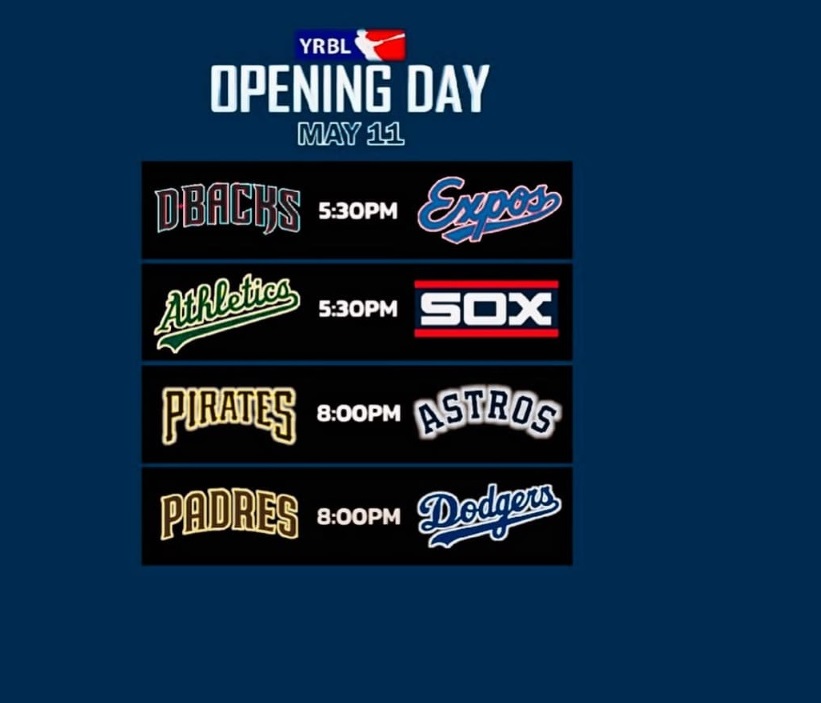 YRBL
OPENING DAY
MAY 11
D-BACKS 5:30PM Expos
Athletics 5:30PM SOX
PIRATES 8:00PM ASTROS
PADRES 8:00PM Dodgers